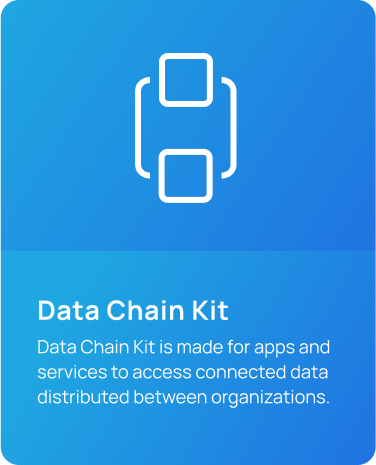 Data Chain Kit
Data Chain Kit is made for apps and
services to access connected data
distributed between organizations.